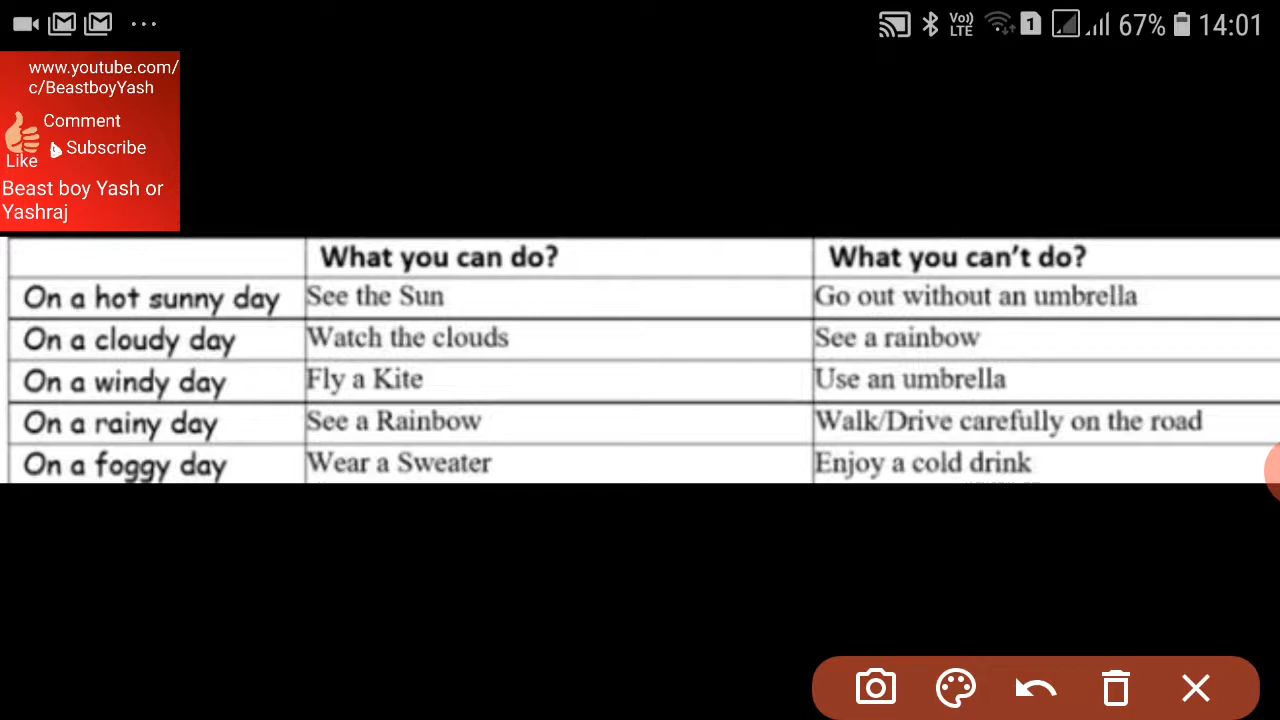 Vo)) LTE 1 67% 14:01
www.youtube.com/
c/BeastboyYash
Comment
Subscribe
Like
Beast boy Yash or
Yashraj
What you can do? What you can't do?
On a hot sunny day See the Sun Go out without an umbrella
On a cloudy day Watch the clouds See a rainbow
On a windy day Fly a Kite Use an umbrella
On a rainy day See a Rainbow Walk/Drive carefully on the road
On a foggy day Wear a Sweater Enjoy a cold drink